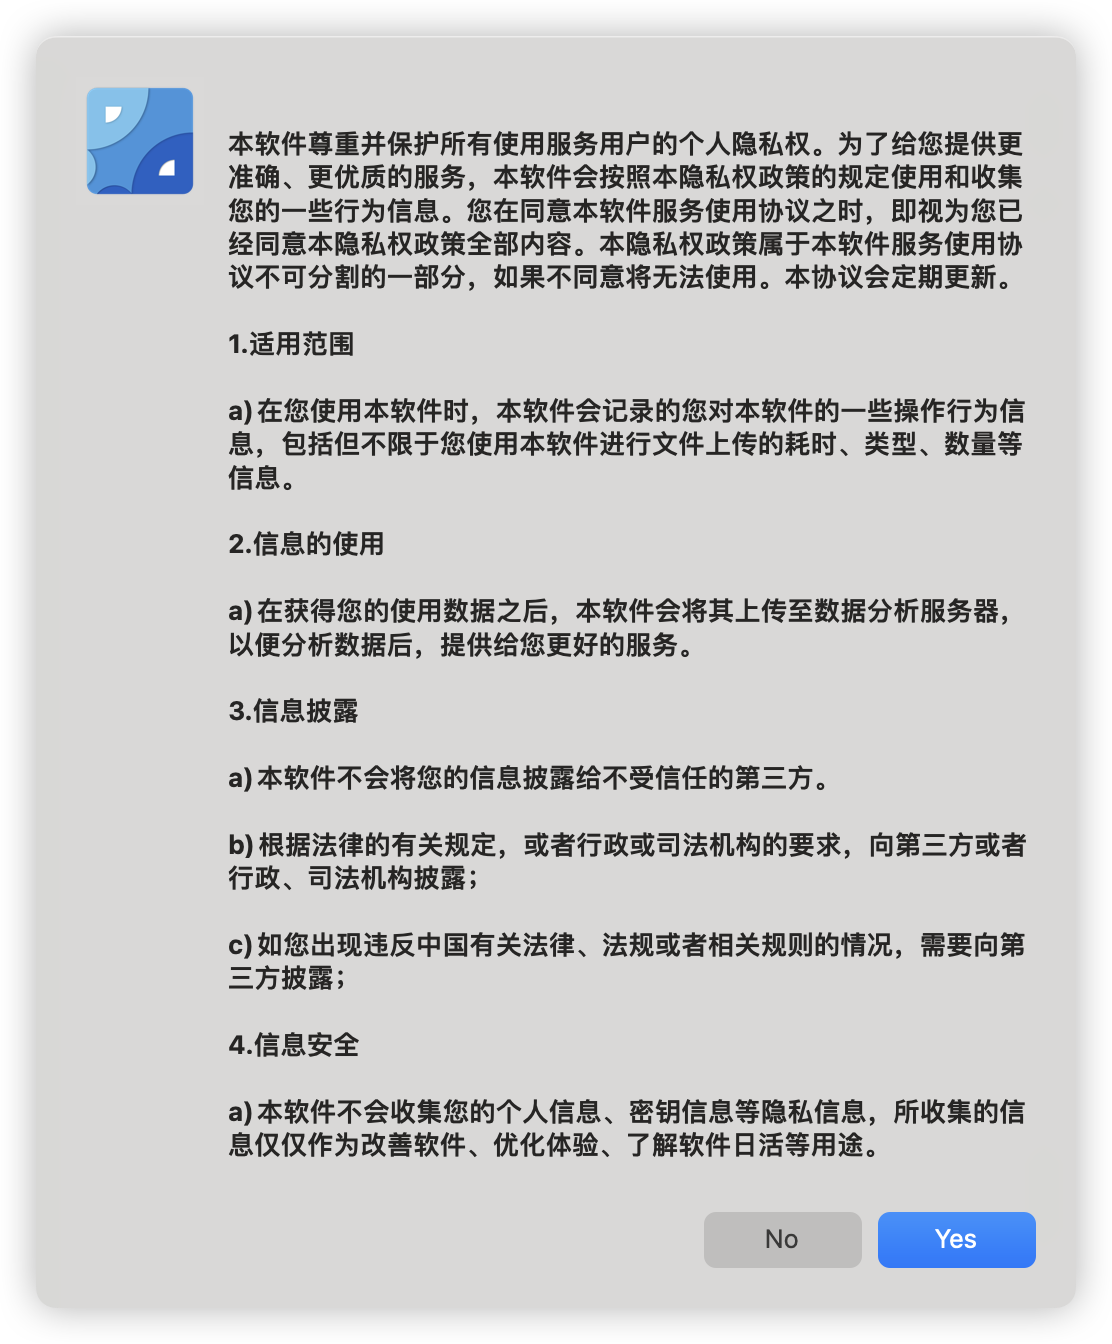 本软件尊重并保护所有使用服务用户的个人隐私权。为了给您提供更
准确、更优质的服务，本软件会按照本隐私权政策的规定使用和收集
您的一些行为信息。您在同意本软件服务使用协议之时，即视为您已
经同意本隐私权政策全部内容。本隐私权政策属于本软件服务使用协
议不可分割的一部分，如果不同意将无法使用。本协议会定期更新。
1.适用范围
a)在您使用本软件时，本软件会记录的您对本软件的一些操作行为信
息，包括但不限于您使用本软件进行文件上传的耗时、类型、数量等
信息。
2.信息的使用
a)在获得您的使用数据之后，本软件会将其上传至数据分析服务器，
以便分析数据后，提供给您更好的服务。
3.信息披露
a)本软件不会将您的信息披露给不受信任的第三方。
b)根据法律的有关规定，或者行政或司法机构的要求，向第三方或者
行政、司法机构披露；
c)如您出现违反中国有关法律、法规或者相关规则的情况，需要向第
三方披露；
4.信息安全
a)本软件不会收集您的个人信息、密钥信息等隐私信息，所收集的信
息仅仅作为改善软件、优化体验、了解软件日活等用途。
No
Yes